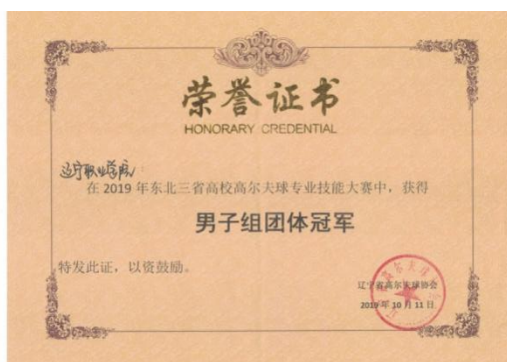 荣誉证书
HONORARY CREDENTIAL
辽宁职业学院:
在 2019 年东北三省高校高尔夫球专业技能大赛中，获得
男子组团体冠军
特发此证，以资鼓励。
辽宁省高尔夫球协会
2019 年 10 月 11 日